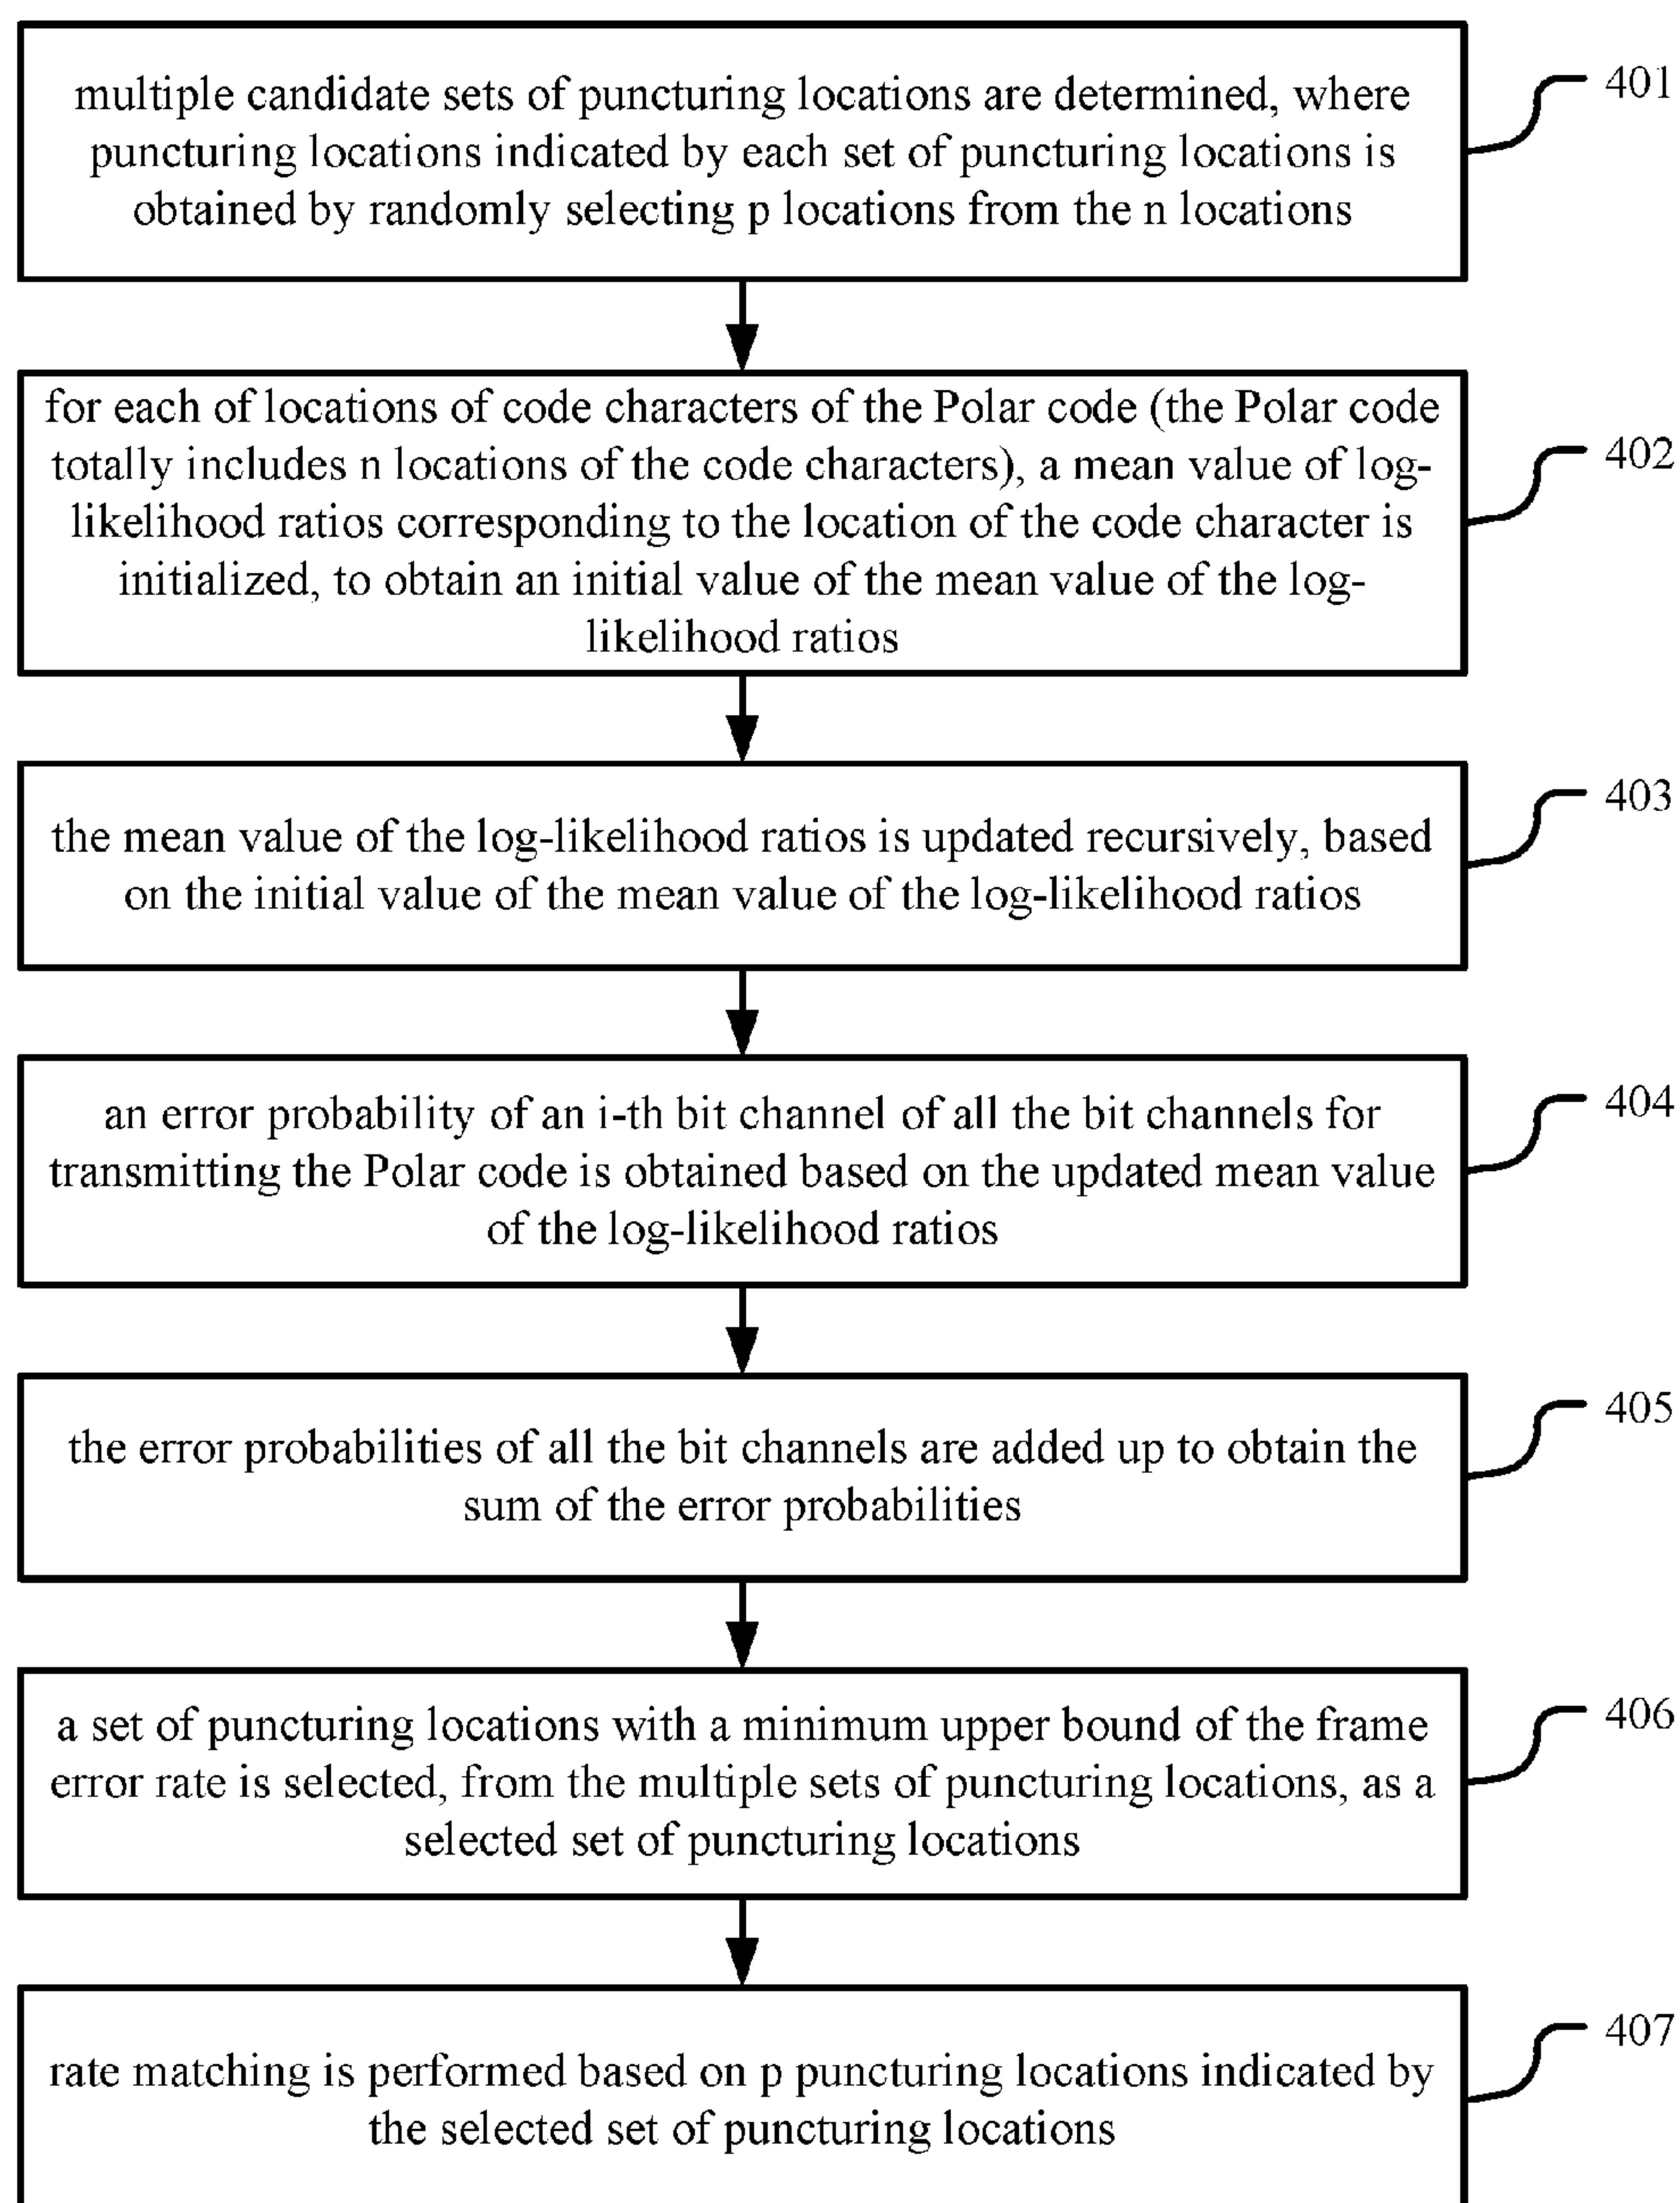 multiple candidate sets of puncturing locations are determined, where
puncturing locations indicated by each set of puncturing locations is
obtained by randomly selecting p locations from the n locations
401
for each of locations of code characters of the Polar code (the Polar code
totally includes n locations of the code characters), a mean value of log-
likelihood ratios corresponding to the location of the code character is
initialized, to obtain an initial value of the mean value of the log-
likelihood ratios
402
the mean value of the log-likelihood ratios is updated recursively, based
on the initial value of the mean value of the log-likelihood ratios
403
an error probability of an i-th bit channel of all the bit channels for
transmitting the Polar code is obtained based on the updated mean value
of the log-likelihood ratios
404
the error probabilities of all the bit channels are added up to obtain the
sum of the error probabilities
405
a set of puncturing locations with a minimum upper bound of the frame
error rate is selected, from the multiple sets of puncturing locations, as a
selected set of puncturing locations
406
rate matching is performed based on p puncturing locations indicated by
the selected set of puncturing locations
407